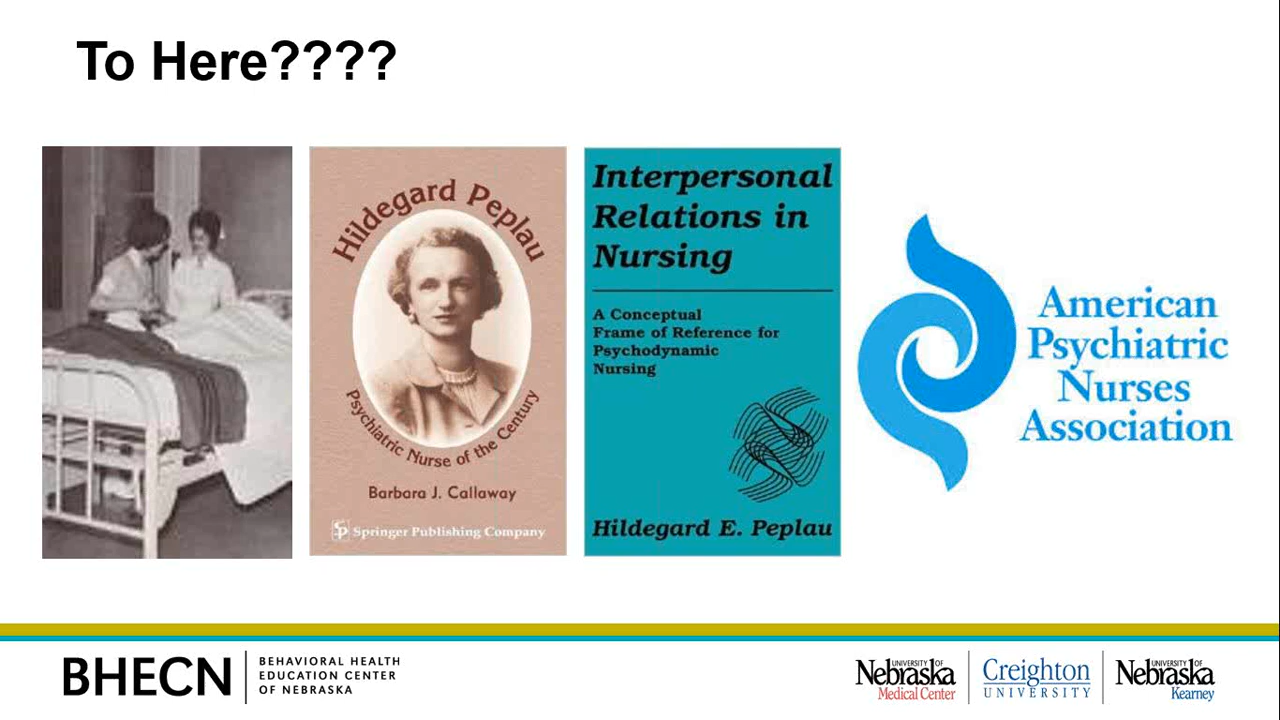 To Here????
Hildegard Peplau
Psychiatric Nurse of the Century
Barbara J. Callaway
SP Springer Publishing Company
Interpersonal
Relations in
Nursing
A Conceptual
Frame of Reference for
Psychodynamic
Nursing
Hildegard E. Peplau
American
Psychiatric
Nurses
Association
BHECN
BEHAVIORAL HEALTH
EDUCATION CENTER
OF NEBRASKA
UNIVERSITY OF
Nebraska
Medical Center
Creighton
UNIVERSITY
UNIVERSITY OF
Nebraska
Kearney